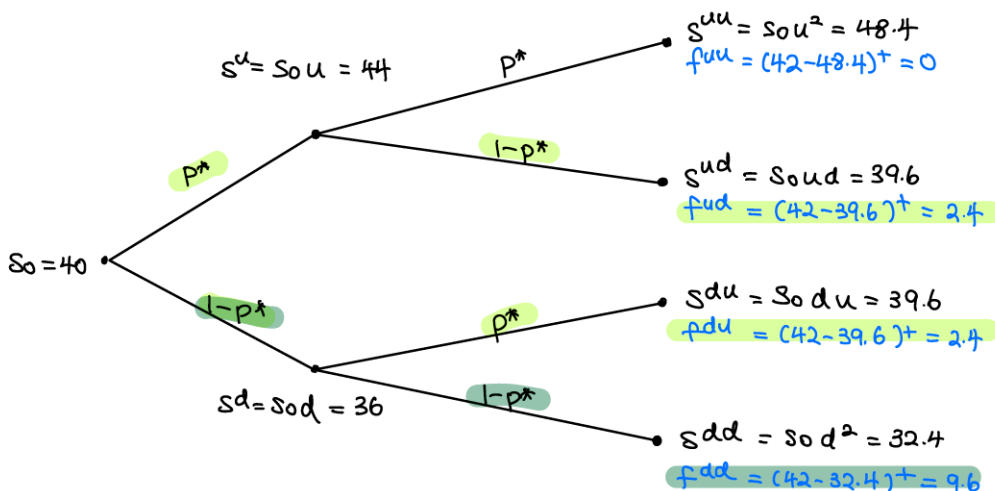 S^uu = S₀u² = 48.4
f^uu = (42-48.4)⁺ = 0
S^u = S₀u = 44
p*
1-p*
p*
S^ud = S₀ud = 39.6
f^ud = (42-39.6)⁺ = 2.4
S₀ = 40
1-p*
p*
S^du = S₀du = 39.6
f^du = (42-39.6)⁺ = 2.4
S^d = S₀d = 36
1-p*
S^dd = S₀d² = 32.4
f^dd = (42-32.4)⁺ = 9.6